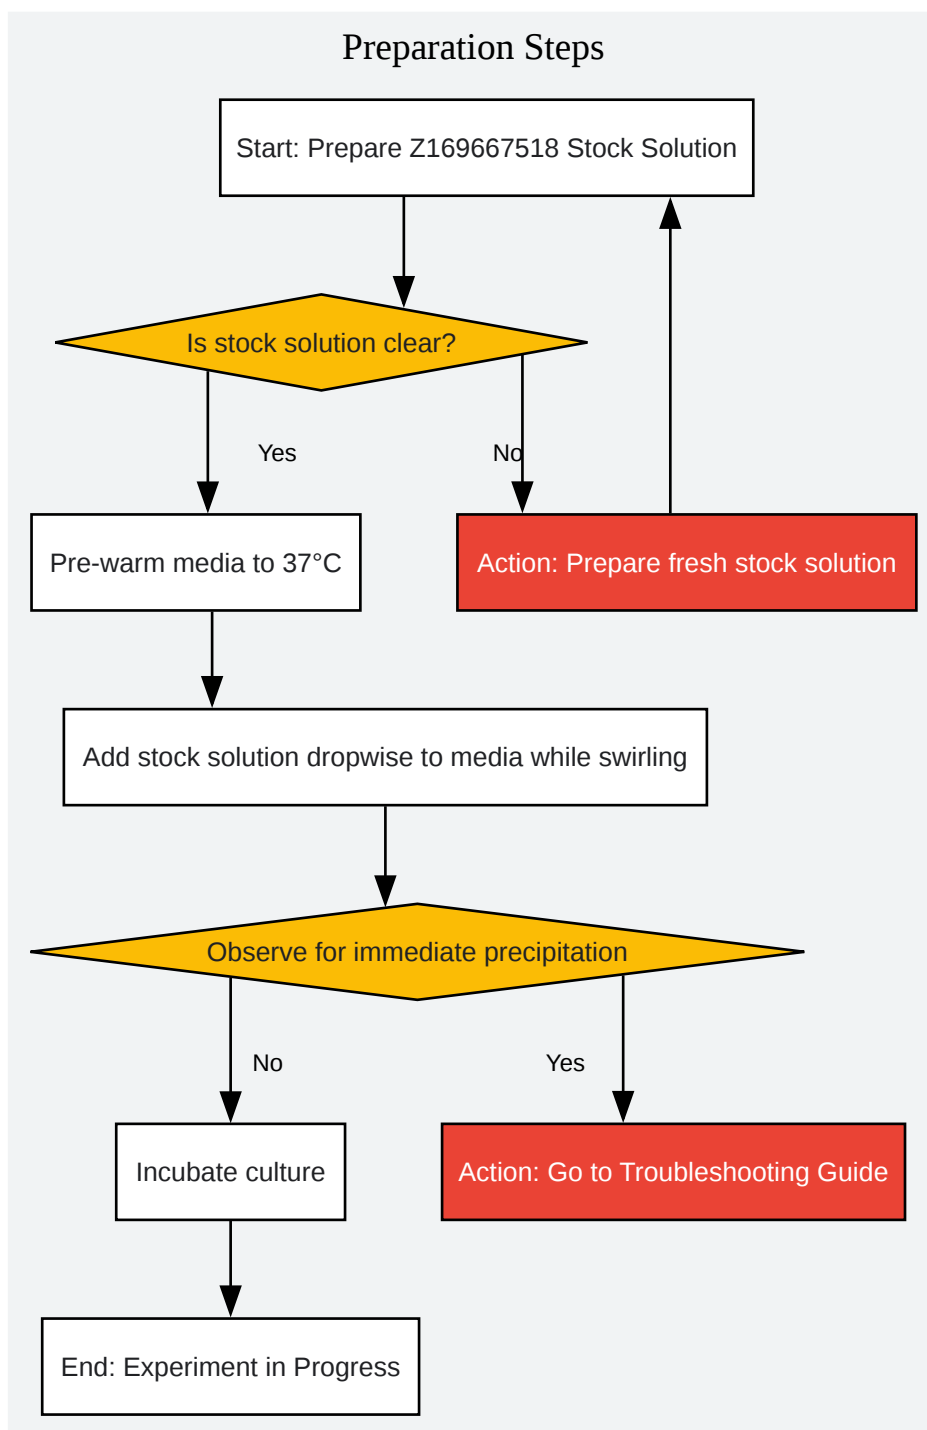 Preparation Steps
Start: Prepare Z169667518 Stock Solution
Is stock solution clear?
Yes
No
Pre-warm media to 37°C
Action: Prepare fresh stock solution
Add stock solution dropwise to media while swirling
Observe for immediate precipitation
No
Yes
Incubate culture
Action: Go to Troubleshooting Guide
End: Experiment in Progress